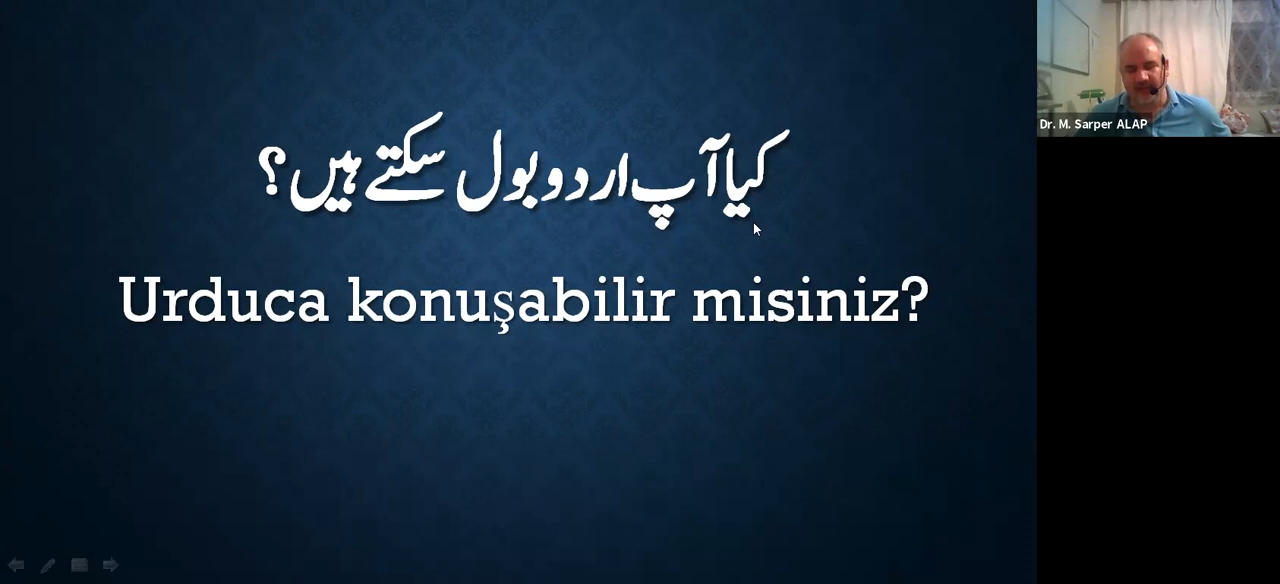 کیا آپ اردو بول سکتے ہیں؟
Urduca konuşabilir misiniz?
Dr. M. Sarper ALAP